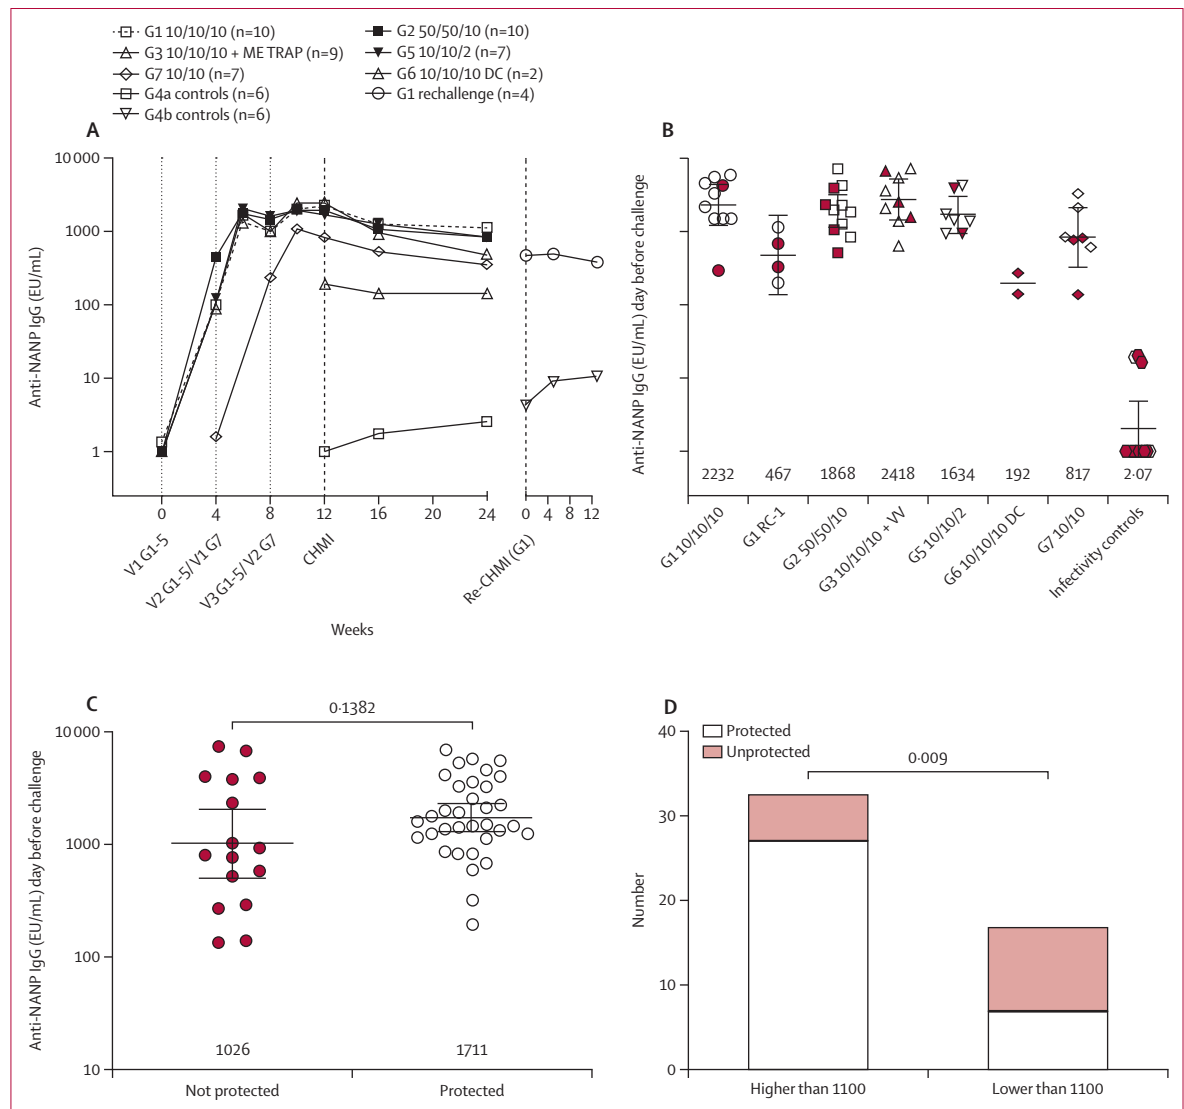 G1 10/10/10 (n=10)
G3 10/10/10 + ME TRAP (n=9)
G7 10/10 (n=7)
G4a controls (n=6)
G4b controls (n=6)
G2 50/50/10 (n=10)
G5 10/10/2 (n=7)
G6 10/10/10 DC (n=2)
G1 rechallenge (n=4)
A
Anti-NANP IgG (EU/mL)
10 000
1000
100
10
1
0
4
8
12
16
20
24
0
4
8
12
V1 G1-5
V2 G1-5/ V1 G7
V3 G1-5/ V2 G7
CHMI
Re-CHMI (G1)
Weeks
B
Anti-NANP IgG (EU/mL) day before challenge
2232
467
1868
2418
1634
192
817
2·07
G1 10/10/10
G1 RC-1
G2 50/50/10
G3 10/10/10 + VV
G5 10/10/2
G6 10/10/10 DC
G7 10/10
Infectivity controls
C
0·1382
Anti-NANP IgG (EU/mL) day before challenge
10 000
1000
100
10
1026
1711
Not protected
Protected
D
Protected
Unprotected
0·009
Number
40
30
20
10
0
Higher than 1100
Lower than 1100